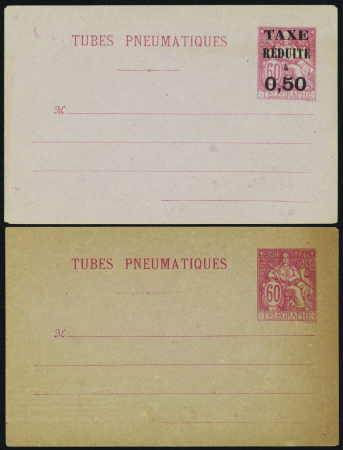 TUBES PNEUMATIQUES
TAXE
RÉDUITE
à
0,50
60
TÉLÉGRAPHE
M
TUBES PNEUMATIQUES
60
TÉLÉGRAPHE
M